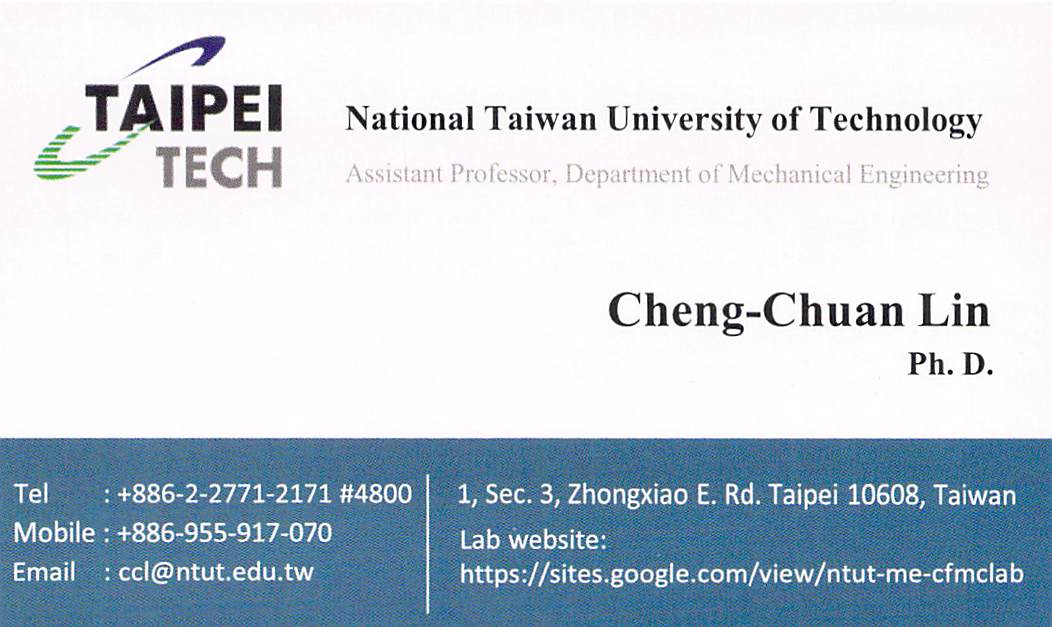 TAIPEI
TECH
National Taiwan University of Technology
Assistant Professor, Department of Mechanical Engineering
Cheng-Chuan Lin
Ph. D.
Tel : +886-2-2771-2171 #4800
Mobile : +886-955-917-070
Email : ccl@ntut.edu.tw
1, Sec. 3, Zhongxiao E. Rd. Taipei 10608, Taiwan
Lab website:
https://sites.google.com/view/ntut-me-cfmclab